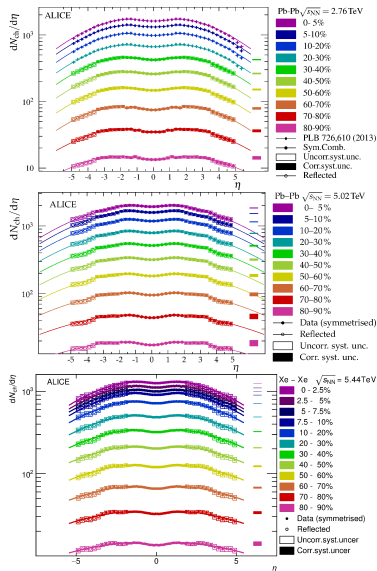 ALICE
dN_ch/dη
10³
10²
10
-5 -4 -3 -2 -1 0 1 2 3 4 5
η
Pb-Pb √s_NN = 2.76 TeV
0- 5%
5-10%
10-20%
20-30%
30-40%
40-50%
50-60%
60-70%
70-80%
80-90%
PLB 726,610 (2013)
Sym.Comb.
Uncorr.syst.unc.
Corr.syst.unc.
Reflected
ALICE
dN_ch/dη
10³
10²
-5 -4 -3 -2 -1 0 1 2 3 4 5
η
Pb–Pb √s_NN = 5.02 TeV
0– 5%
5–10%
10–20%
20–30%
30–40%
40–50%
50–60%
60–70%
70–80%
80–90%
Data (symmetrised)
Reflected
Uncorr. syst. unc.
Corr. syst. unc.
ALICE
dN_ch/dη
10³
10²
−5 0 5
η
Xe – Xe √s_NN = 5.44TeV
0 - 2.5%
2.5 - 5%
5 - 7.5%
7.5 - 10%
10 - 20%
20 - 30%
30 - 40%
40 - 50%
50 - 60%
60 - 70%
70 - 80%
80 - 90%
Data (symmetrised)
Reflected
Uncorr.syst.uncer
Corr.syst.uncer